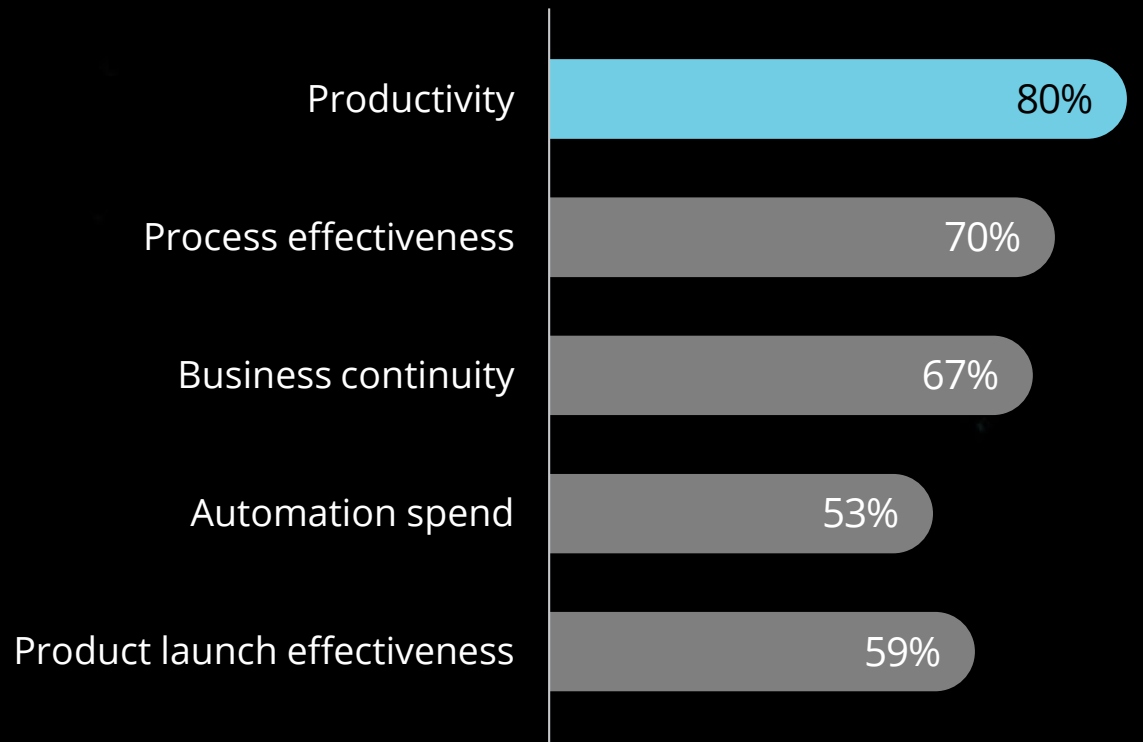 Productivity 80%
Process effectiveness 70%
Business continuity 67%
Automation spend 53%
Product launch effectiveness 59%